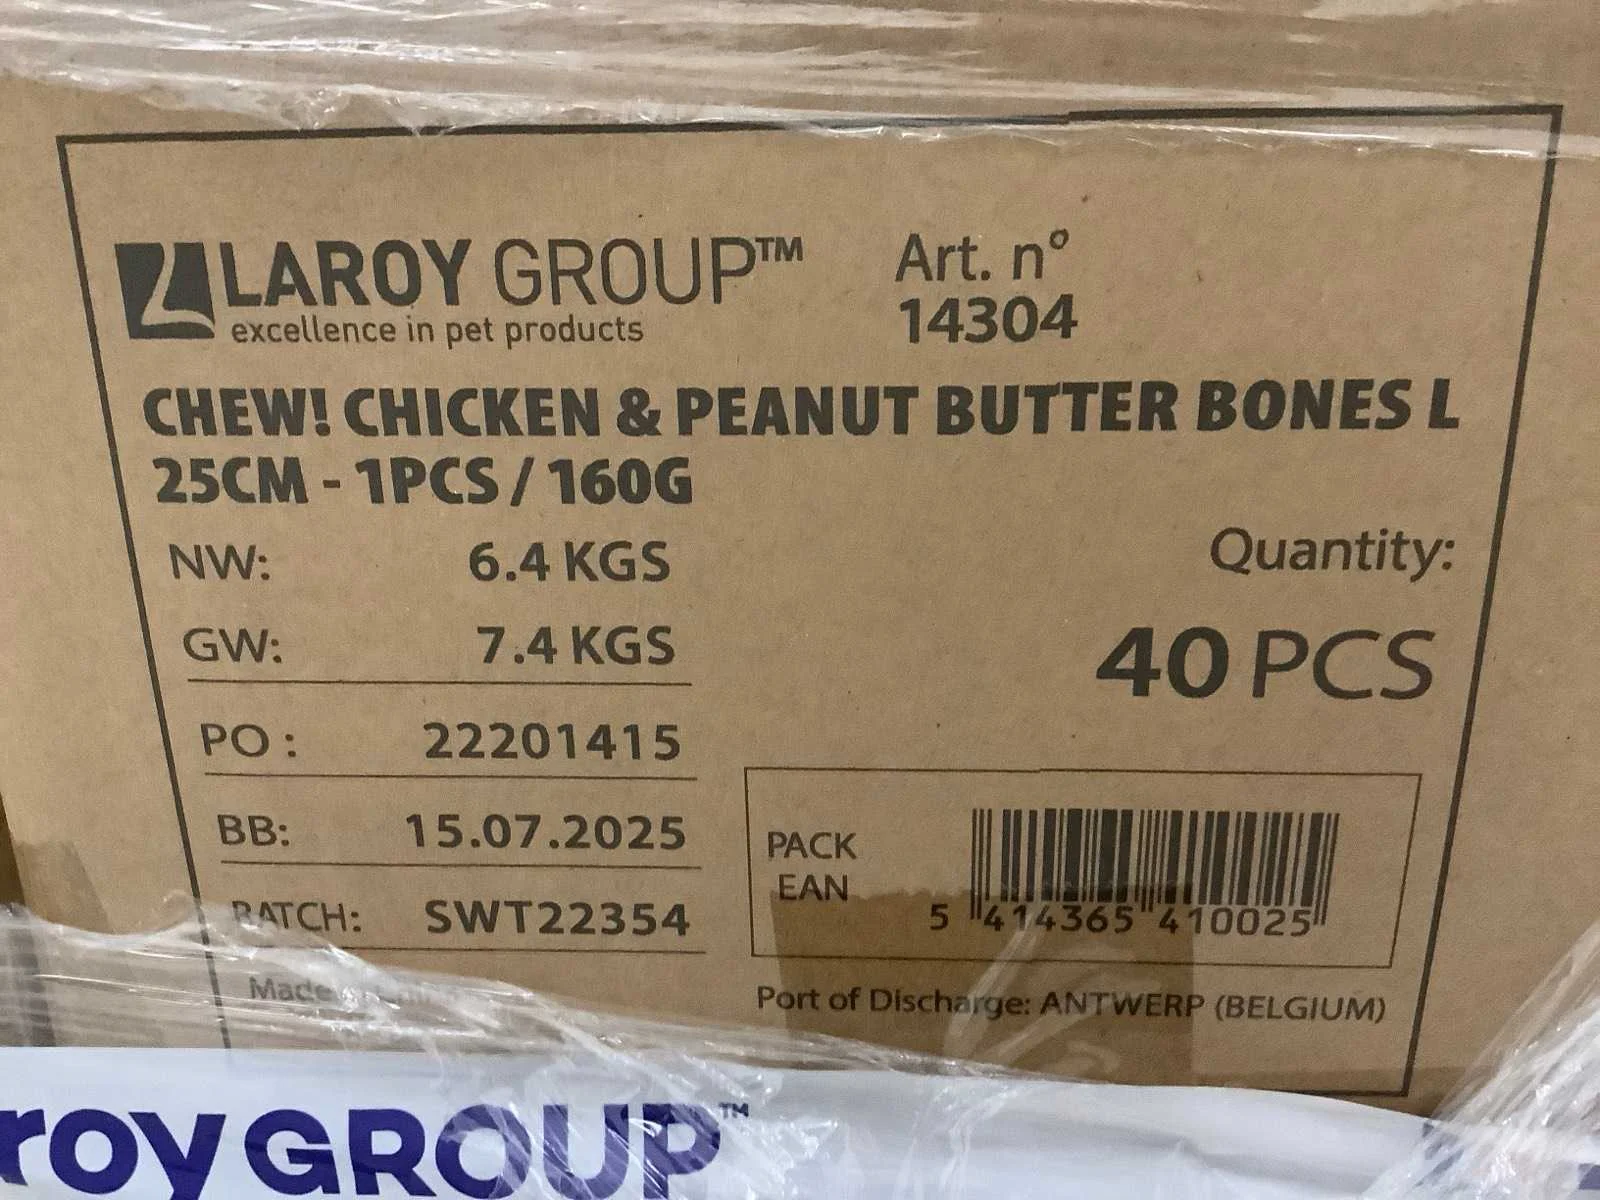 LAROY GROUP™
excellence in pet products
Art. n°
14304
CHEW! CHICKEN & PEANUT BUTTER BONES L
25CM - 1PCS / 160G
NW: 6.4 KGS
GW: 7.4 KGS
Quantity:
40 PCS
PO : 22201415
BB: 15.07.2025
BATCH: SWT22354
PACK
EAN
5 414365 410025
Made
Port of Discharge: ANTWERP (BELGIUM)
roy GROUP™